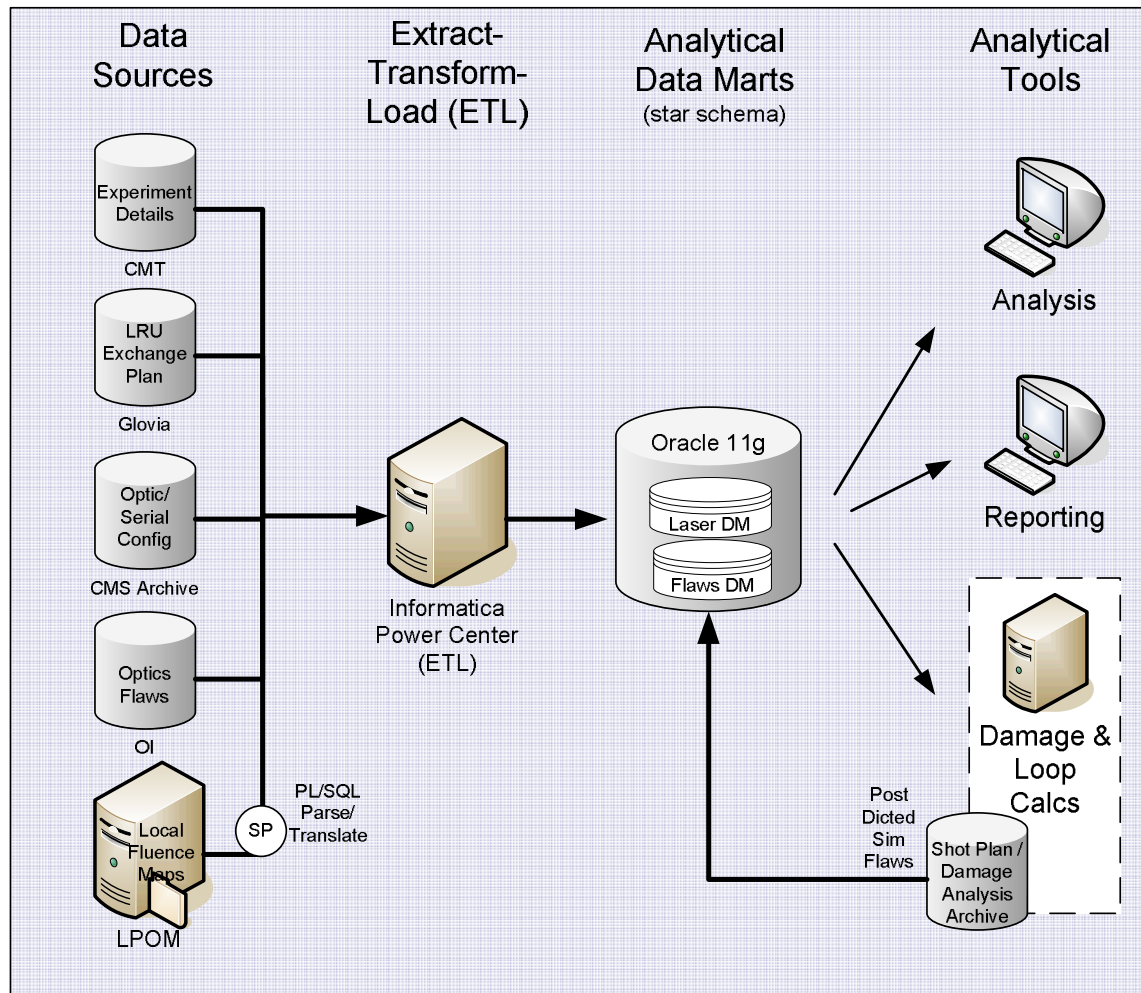 Data
Sources
Extract-
Transform-
Load (ETL)
Analytical
Data Marts
(star schema)
Analytical
Tools
Experiment
Details
CMT
LRU
Exchange
Plan
Glovia
Optic/
Serial
Config
CMS Archive
Optics
Flaws
OI
Local
Fluence
Maps
LPOM
SP
PL/SQL
Parse/
Translate
Informatica
Power Center
(ETL)
Oracle 11g
Laser DM
Flaws DM
Analysis
Reporting
Damage &
Loop
Calcs
Post
Dicted
Sim
Flaws
Shot Plan /
Damage
Analysis
Archive